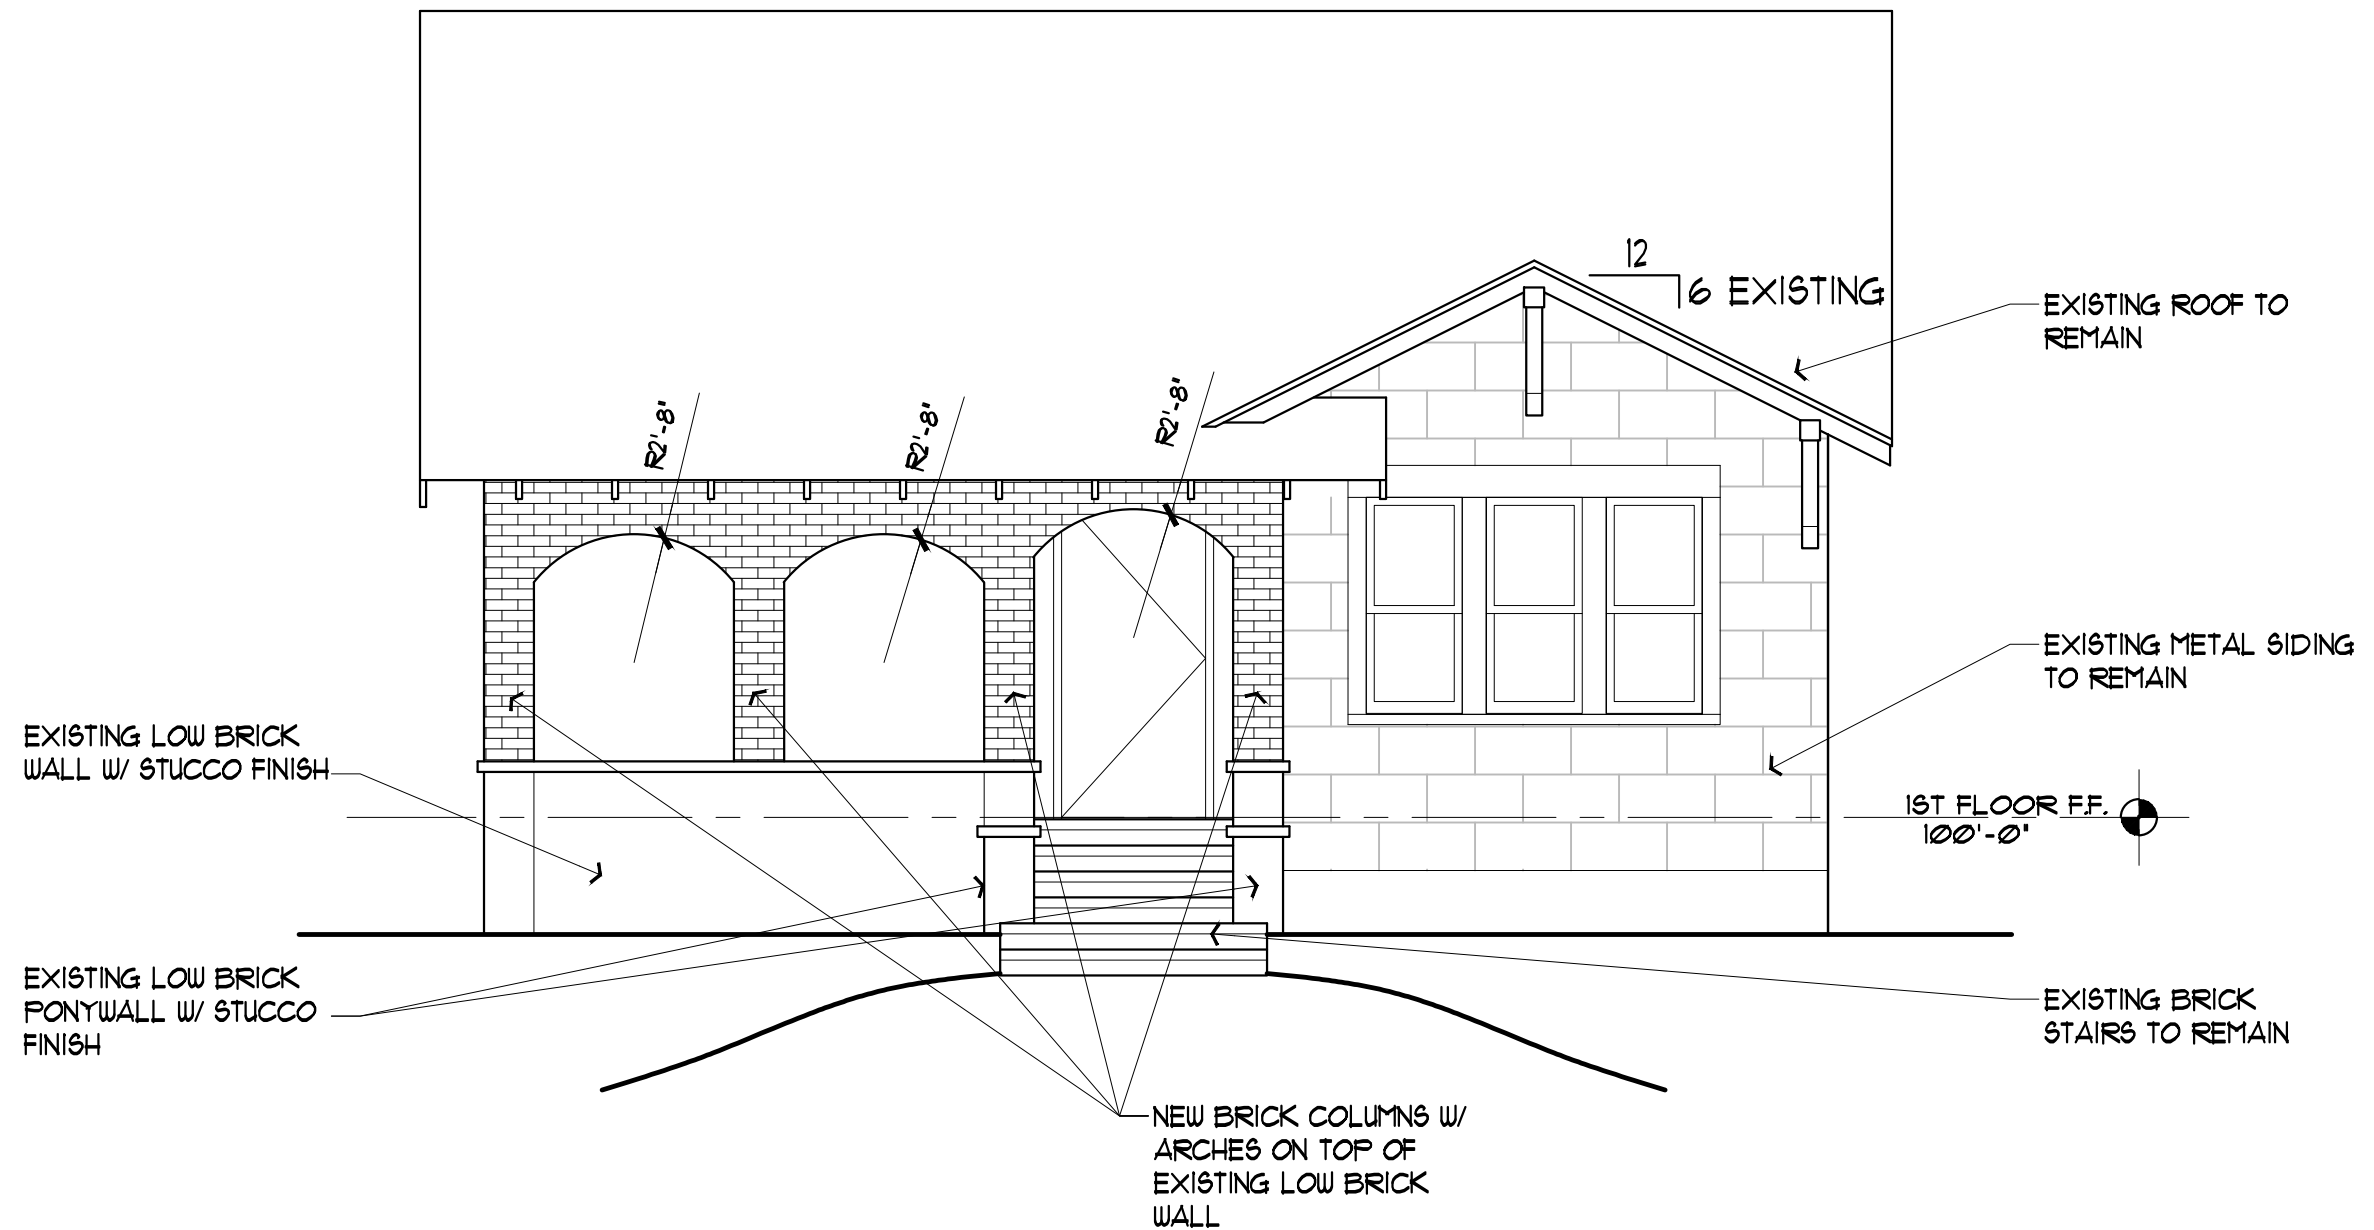 12
6 EXISTING
EXISTING ROOF TO
REMAIN
R2'-8"
R2'-8"
R2'-8"
EXISTING METAL SIDING
TO REMAIN
EXISTING LOW BRICK
WALL W/ STUCCO FINISH
1ST FLOOR F.F.
100'-0"
EXISTING LOW BRICK
PONYWALL W/ STUCCO
FINISH
EXISTING BRICK
STAIRS TO REMAIN
NEW BRICK COLUMNS W/
ARCHES ON TOP OF
EXISTING LOW BRICK
WALL